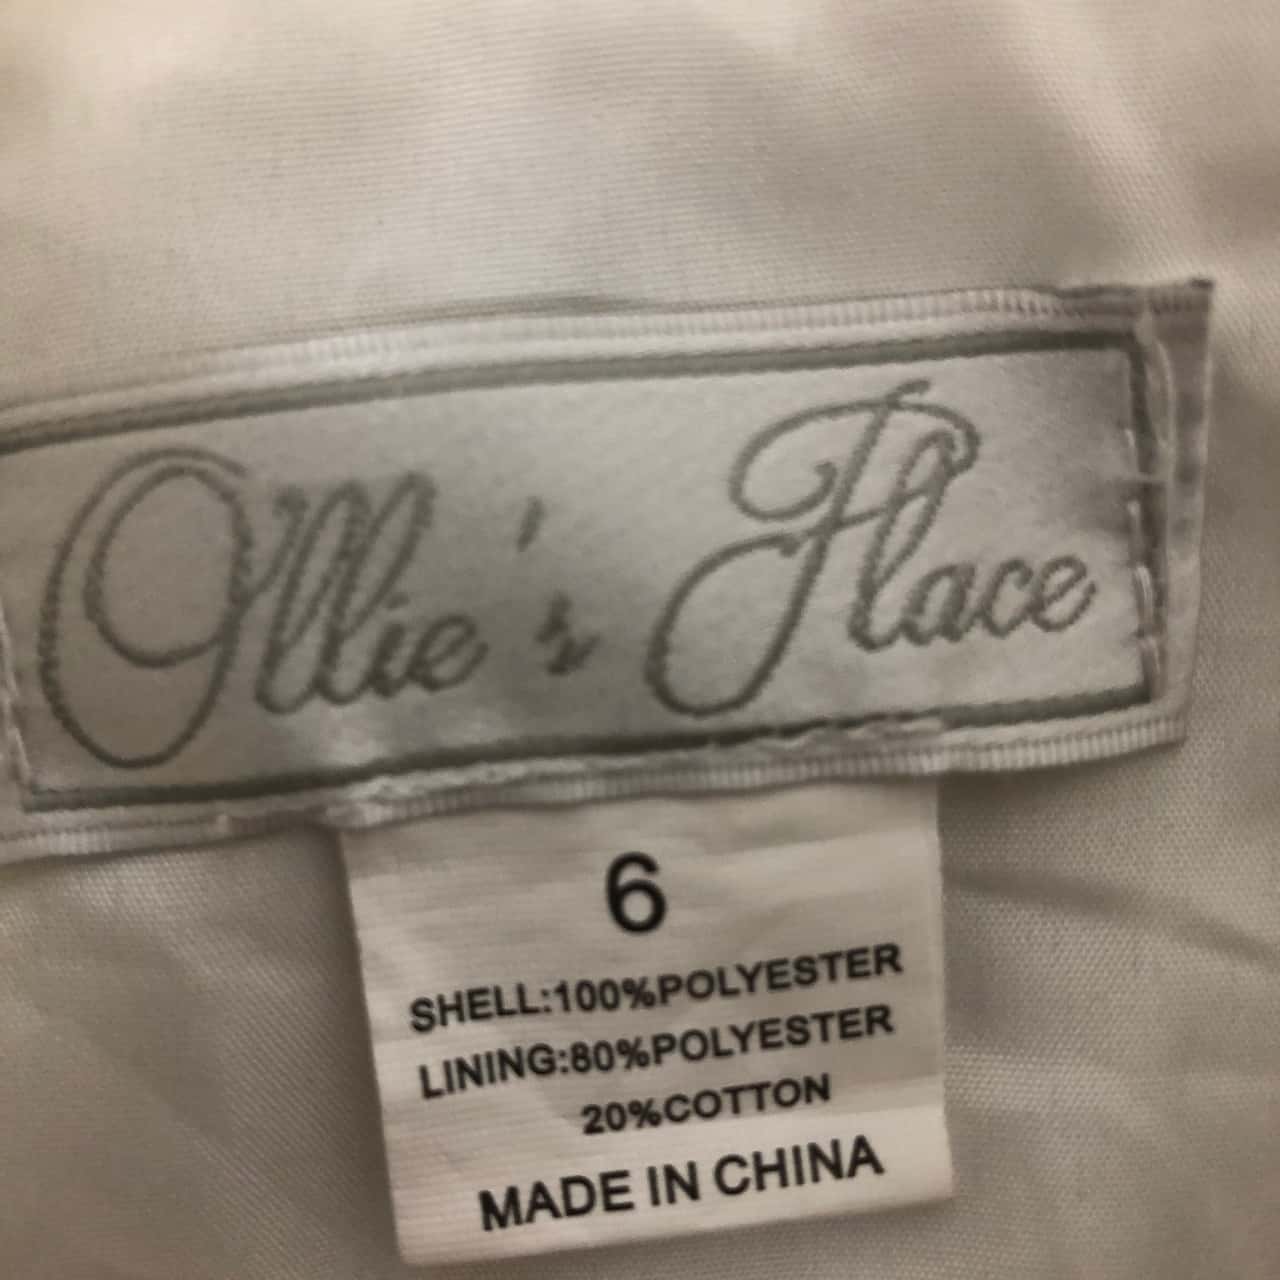 Ollie's Place
6
SHELL:100%POLYESTER
LINING:80%POLYESTER
20%COTTON
MADE IN CHINA